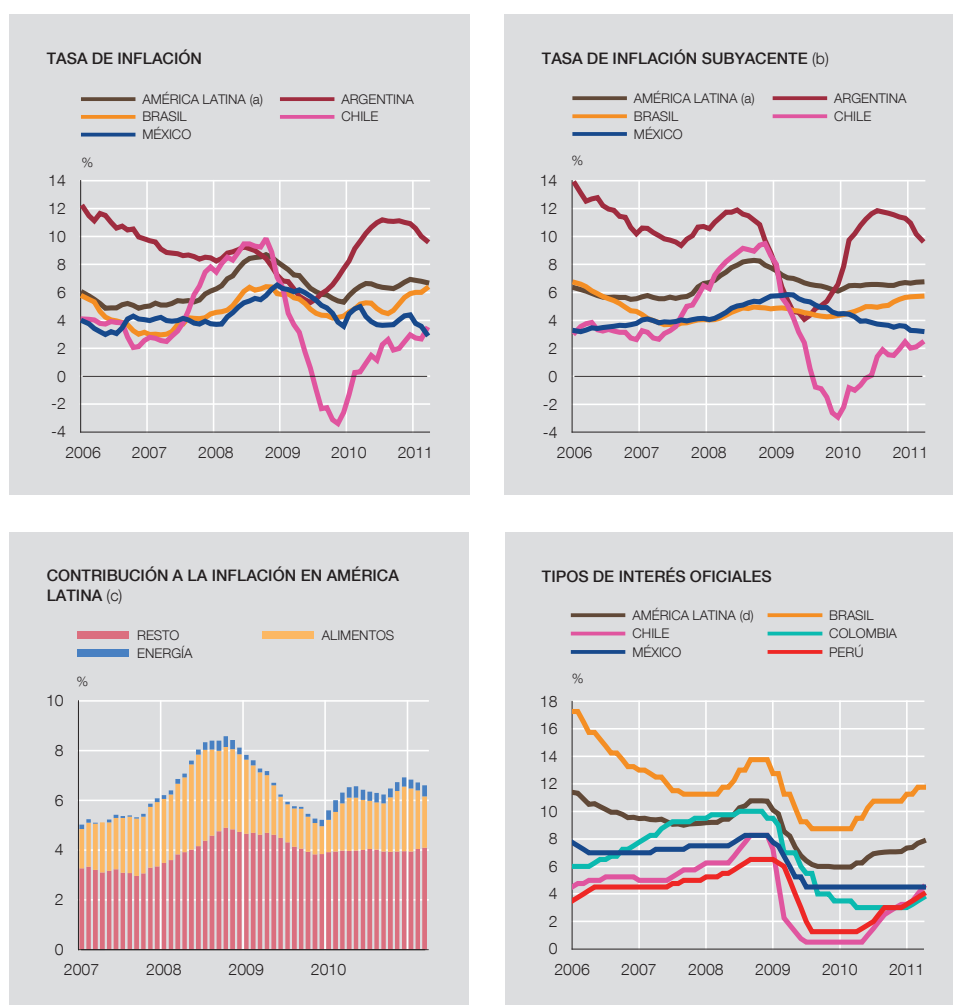 TASA DE INFLACIÓN
AMÉRICA LATINA (a) ARGENTINA
BRASIL CHILE
MÉXICO
%
14
12
10
8
6
4
2
0
-2
-4
2006 2007 2008 2009 2010 2011
TASA DE INFLACIÓN SUBYACENTE (b)
AMÉRICA LATINA (a) ARGENTINA
BRASIL CHILE
MÉXICO
%
14
12
10
8
6
4
2
0
-2
-4
2006 2007 2008 2009 2010 2011
CONTRIBUCIÓN A LA INFLACIÓN EN AMÉRICA
LATINA (c)
RESTO ALIMENTOS
ENERGÍA
%
10
8
6
4
2
0
2007 2008 2009 2010
TIPOS DE INTERÉS OFICIALES
AMÉRICA LATINA (d) BRASIL
CHILE COLOMBIA
MÉXICO PERÚ
%
18
16
14
12
10
8
6
4
2
0
2006 2007 2008 2009 2010 2011